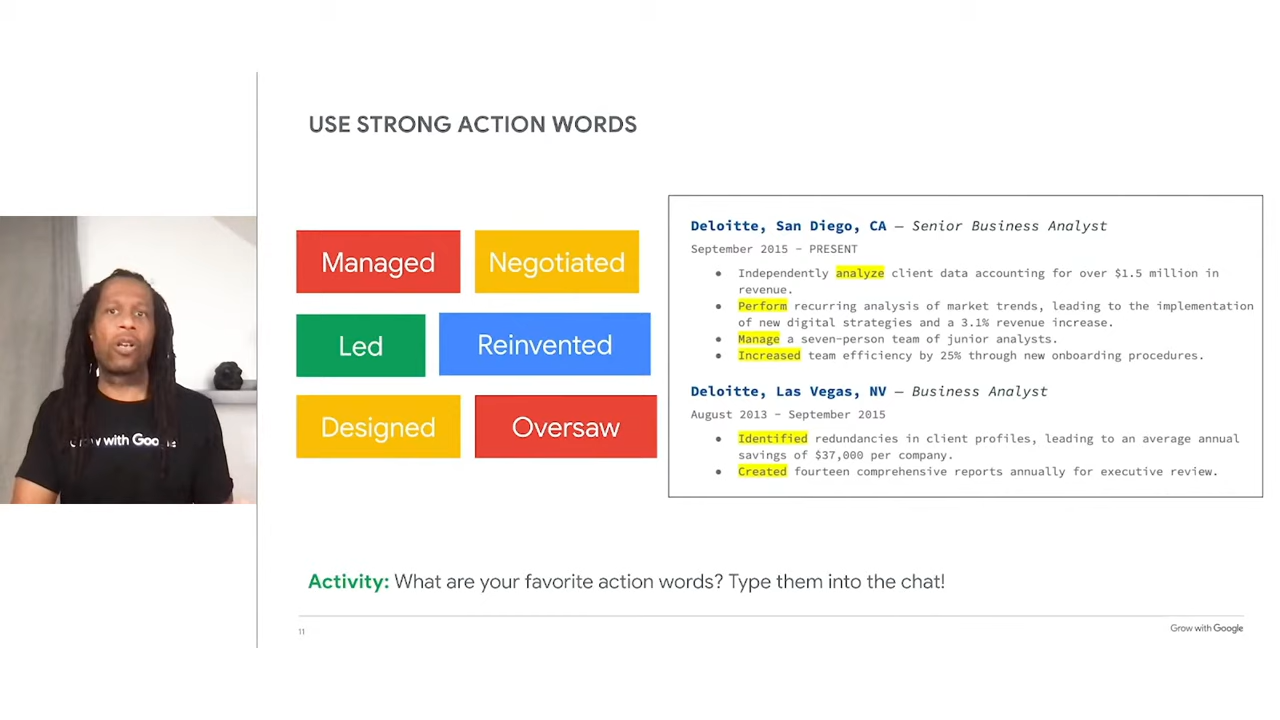 USE STRONG ACTION WORDS
Managed
Negotiated
Led
Reinvented
Designed
Oversaw
Deloitte, San Diego, CA — Senior Business Analyst
September 2015 – PRESENT
● Independently analyze client data accounting for over $1.5 million in
revenue.
● Perform recurring analysis of market trends, leading to the implementation
of new digital strategies and a 3.1% revenue increase.
● Manage a seven-person team of junior analysts.
● Increased team efficiency by 25% through new onboarding procedures.
Deloitte, Las Vegas, NV — Business Analyst
August 2013 – September 2015
● Identified redundancies in client profiles, leading to an average annual
savings of $37,000 per company.
● Created fourteen comprehensive reports annually for executive review.
Grow with Google
Activity: What are your favorite action words? Type them into the chat!
11
Grow with Google